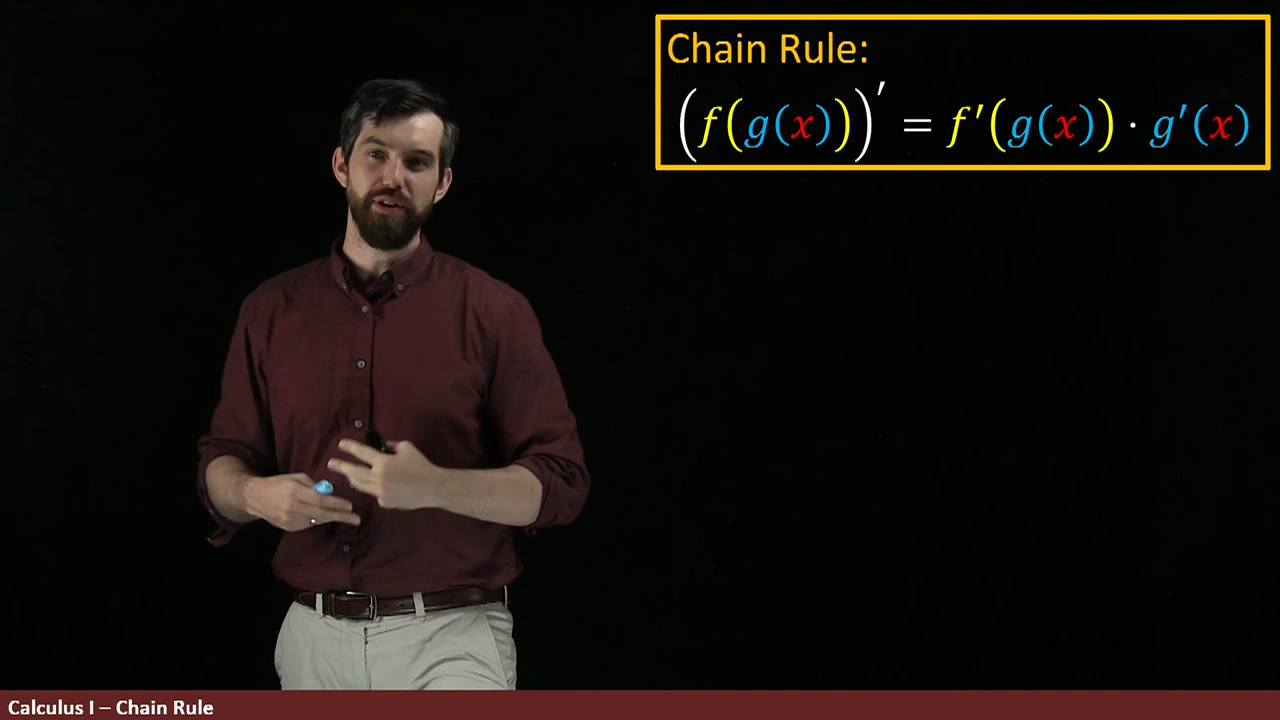 Chain Rule:
(f(g(x)))′ = f′(g(x)) · g′(x)
Calculus I – Chain Rule